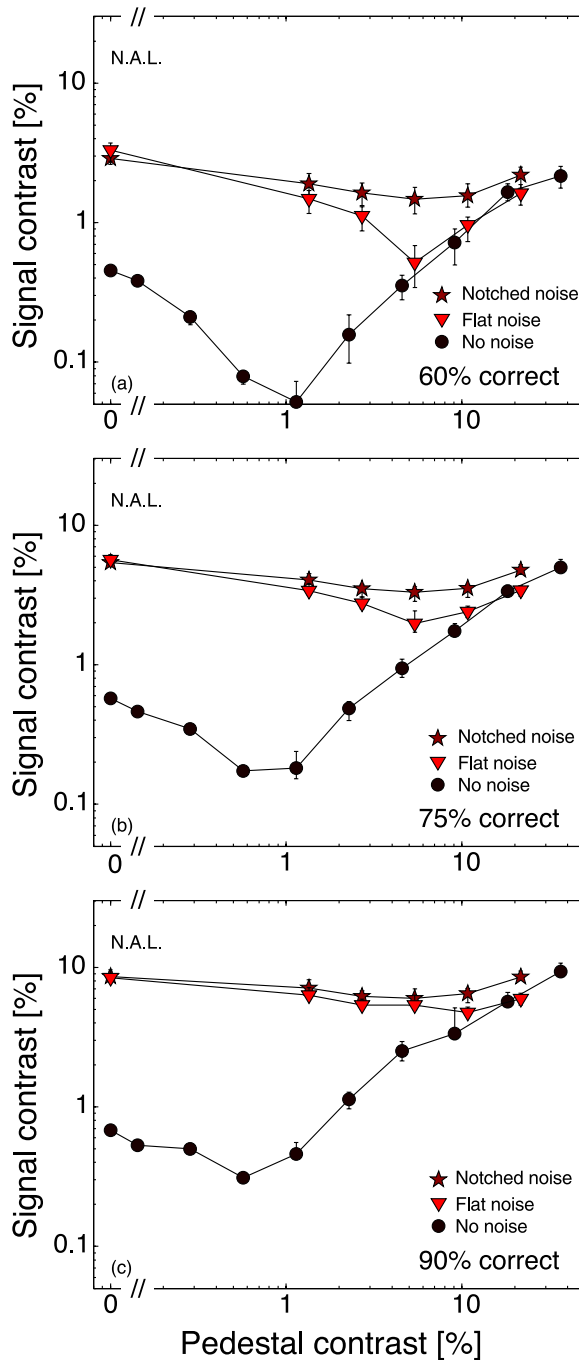 N.A.L.
10
1
0.1
Signal contrast [%]
Notched noise
Flat noise
No noise
60% correct
(a)
0 // 1 10
N.A.L.
10
1
0.1
Signal contrast [%]
Notched noise
Flat noise
No noise
75% correct
(b)
0 // 1 10
N.A.L.
10
1
0.1
Signal contrast [%]
Notched noise
Flat noise
No noise
90% correct
(c)
0 // 1 10
Pedestal contrast [%]